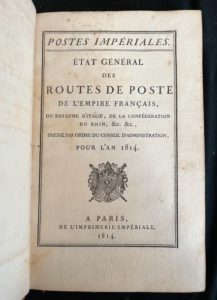 POSTES IMPÉRIALES.
ÉTAT GÉNÉRAL
DES
ROUTES DE POSTE
DE L'EMPIRE FRANÇAIS,
DU ROYAUME D'ITALIE, DE LA CONFÉDÉRATION
DU RHIN, &c. &c.,
DRESSÉ PAR ORDRE DU CONSEIL D'ADMINISTRATION,
POUR L'AN 1814.
A PARIS,
DE L'IMPRIMERIE IMPÉRIALE.
1814.